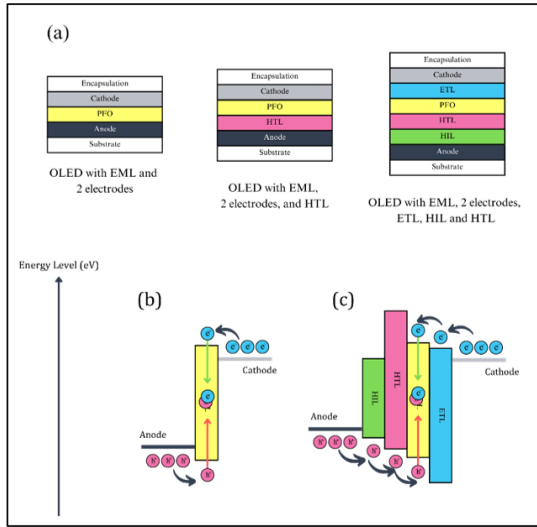 (a)
Encapsulation
Cathode
PFO
Anode
Substrate
OLED with EML and
2 electrodes
Encapsulation
Cathode
PFO
HTL
Anode
Substrate
OLED with EML,
2 electrodes, and HTL
Encapsulation
Cathode
ETL
PFO
HTL
HIL
Anode
Substrate
OLED with EML, 2 electrodes,
ETL, HIL and HTL
Energy Level (eV)
(b)
e
e e e
Cathode
e
Anode
h h h
h
(c)
e
e
e e e
Cathode
HIL
HTL
e
ETL
Anode
h h h
h
h
h